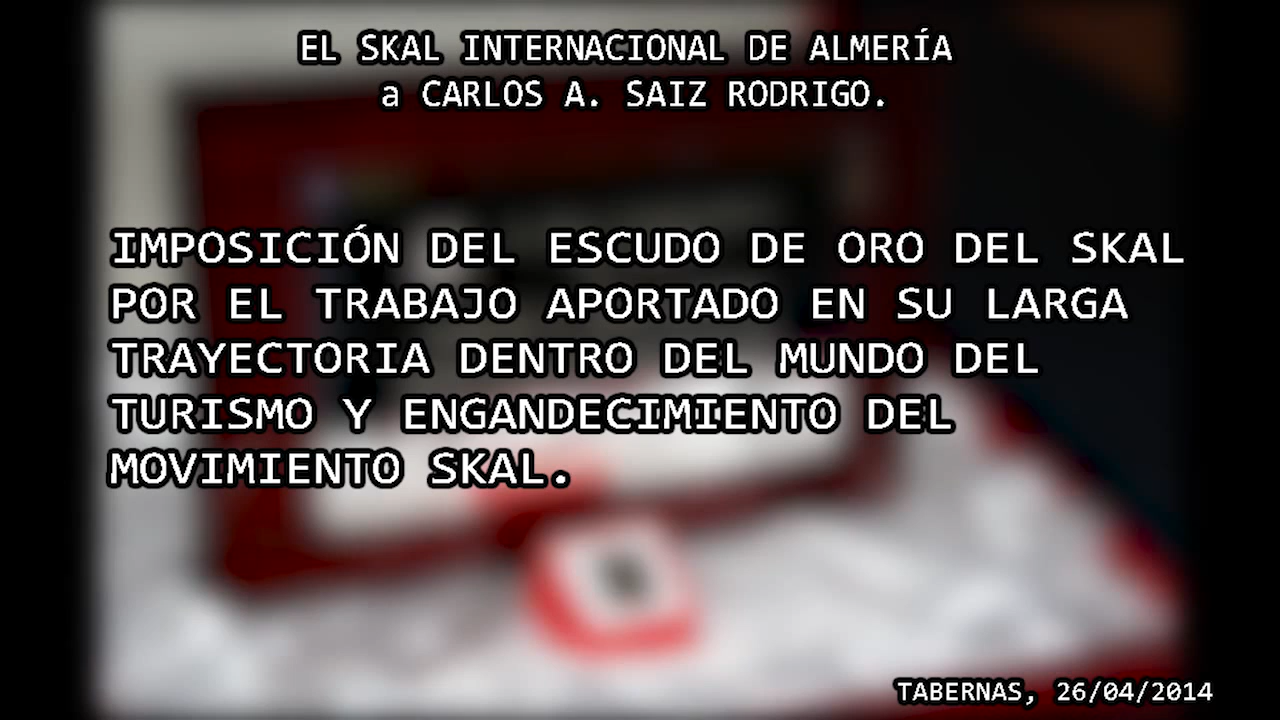 EL SKAL INTERNACIONAL DE ALMERÍA
a CARLOS A. SAIZ RODRIGO.
IMPOSICIÓN DEL ESCUDO DE ORO DEL SKAL
POR EL TRABAJO APORTADO EN SU LARGA
TRAYECTORIA DENTRO DEL MUNDO DEL
TURISMO Y ENGANDECIMIENTO DEL
MOVIMIENTO SKAL.
TABERNAS, 26/04/2014